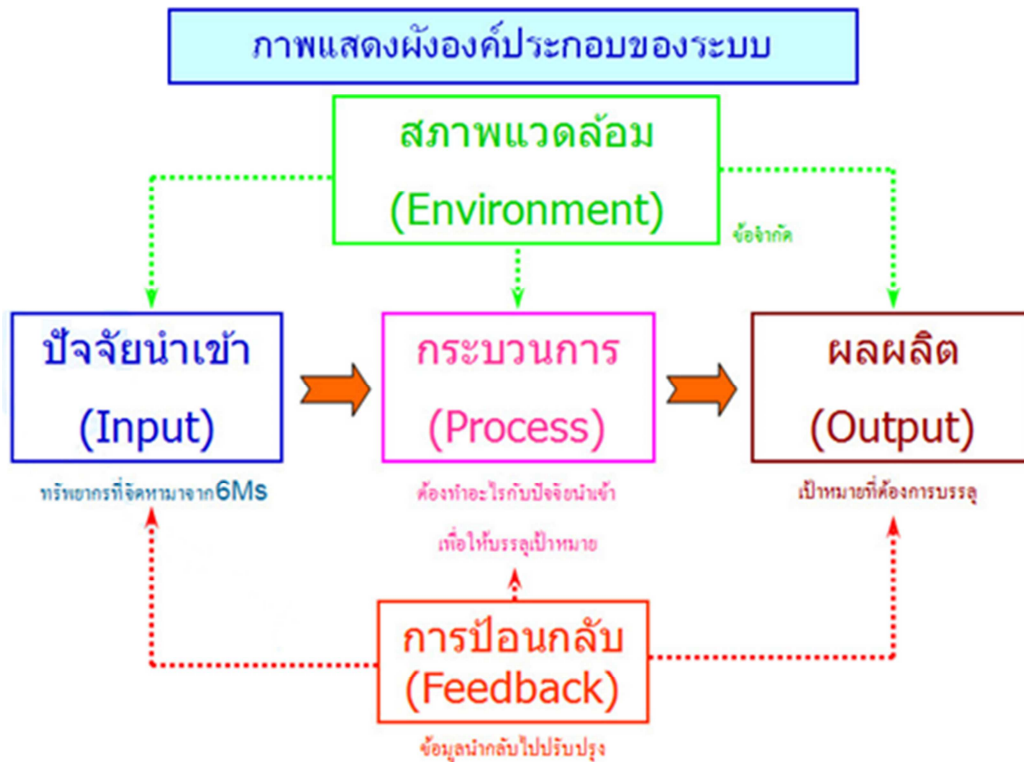 ภาพแสดงผังองค์ประกอบของระบบ
สภาพแวดล้อม
(Environment)
ข้อจำกัด
ปัจจัยนำเข้า
(Input)
ทรัพยากรที่จัดหามาจาก6Ms
กระบวนการ
(Process)
ต้องทำอะไรกับปัจจัยนำเข้า
เพื่อให้บรรลุเป้าหมาย
ผลผลิต
(Output)
เป้าหมายที่ต้องการบรรลุ
การป้อนกลับ
(Feedback)
ข้อมูลนำกลับไปปรับปรุง